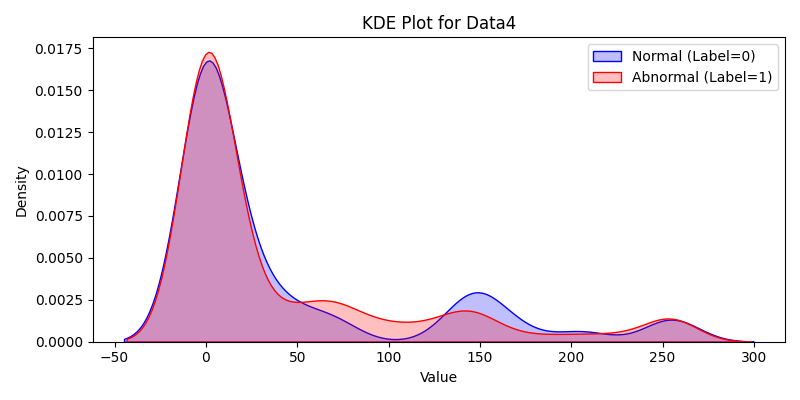 KDE Plot for Data4
Normal (Label=0)
Abnormal (Label=1)
0.0175
0.0150
0.0125
0.0100
0.0075
0.0050
0.0025
0.0000
Density
−50 0 50 100 150 200 250 300
Value